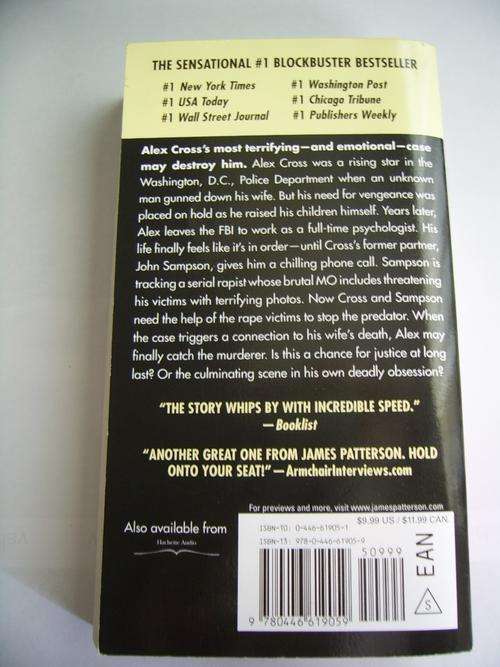 THE SENSATIONAL #1 BLOCKBUSTER BESTSELLER
#1 New York Times #1 Washington Post
#1 USA Today #1 Chicago Tribune
#1 Wall Street Journal #1 Publishers Weekly
Alex Cross's most terrifying—and emotional—case
may destroy him. Alex Cross was a rising star in the
Washington, D.C., Police Department when an unknown
man gunned down his wife. But his need for vengeance was
placed on hold as he raised his children himself. Years later,
Alex leaves the FBI to work as a full-time psychologist. His
life finally feels like it's in order—until Cross's former partner,
John Sampson, gives him a chilling phone call. Sampson is
tracking a serial rapist whose brutal MO includes threatening
his victims with terrifying photos. Now Cross and Sampson
need the help of the rape victims to stop the predator. When
the case triggers a connection to his wife's death, Alex may
finally catch the murderer. Is this a chance for justice at long
last? Or the culminating scene in his own deadly obsession?
"THE STORY WHIPS BY WITH INCREDIBLE SPEED."
—Booklist
"ANOTHER GREAT ONE FROM JAMES PATTERSON. HOLD
ONTO YOUR SEAT!" —ArmchairInterviews.com
For previews and more, visit www.jamespatterson.com
Also available from
Hachette Audio
$9.99 US / $11.99 CAN.
ISBN-10: 0-446-61905-1
ISBN-13: 978-0-446-61905-9
50999
EAN
S
9 780446 619059